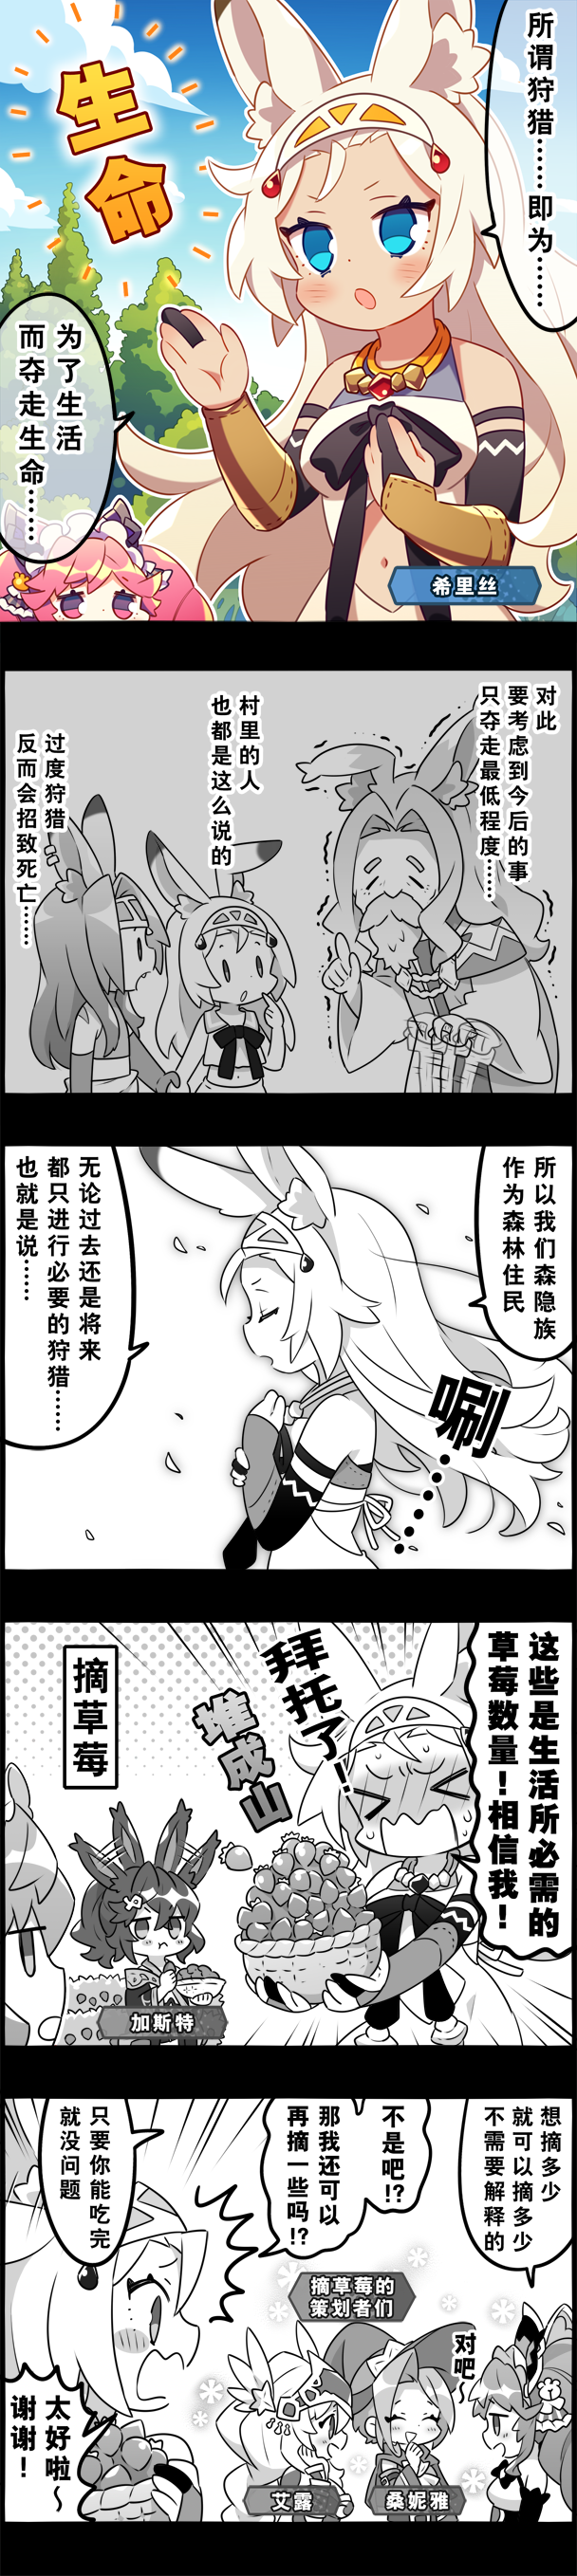 所谓狩猎……即为……
生命
为了生活
而夺走生命……
希里丝
对此
要考虑到今后的事
只夺走最低程度……
村里的人
也都是这么说的
过度狩猎
反而会招致死亡……
所以我们森隐族
作为森林住民
无论过去还是将来
都只进行必要的狩猎……
也就是说……
唰……
这些是生活所必需的
草莓数量！相信我！
拜托了！
堆成山
摘草莓
加斯特
想摘多少
就可以摘多少
不需要解释的
不是吧!?
那我还可以
再摘一些吗!?
只要你能吃完
就没问题
摘草莓的
策划者们
对吧～
太好啦～
谢谢！
艾露
桑妮雅